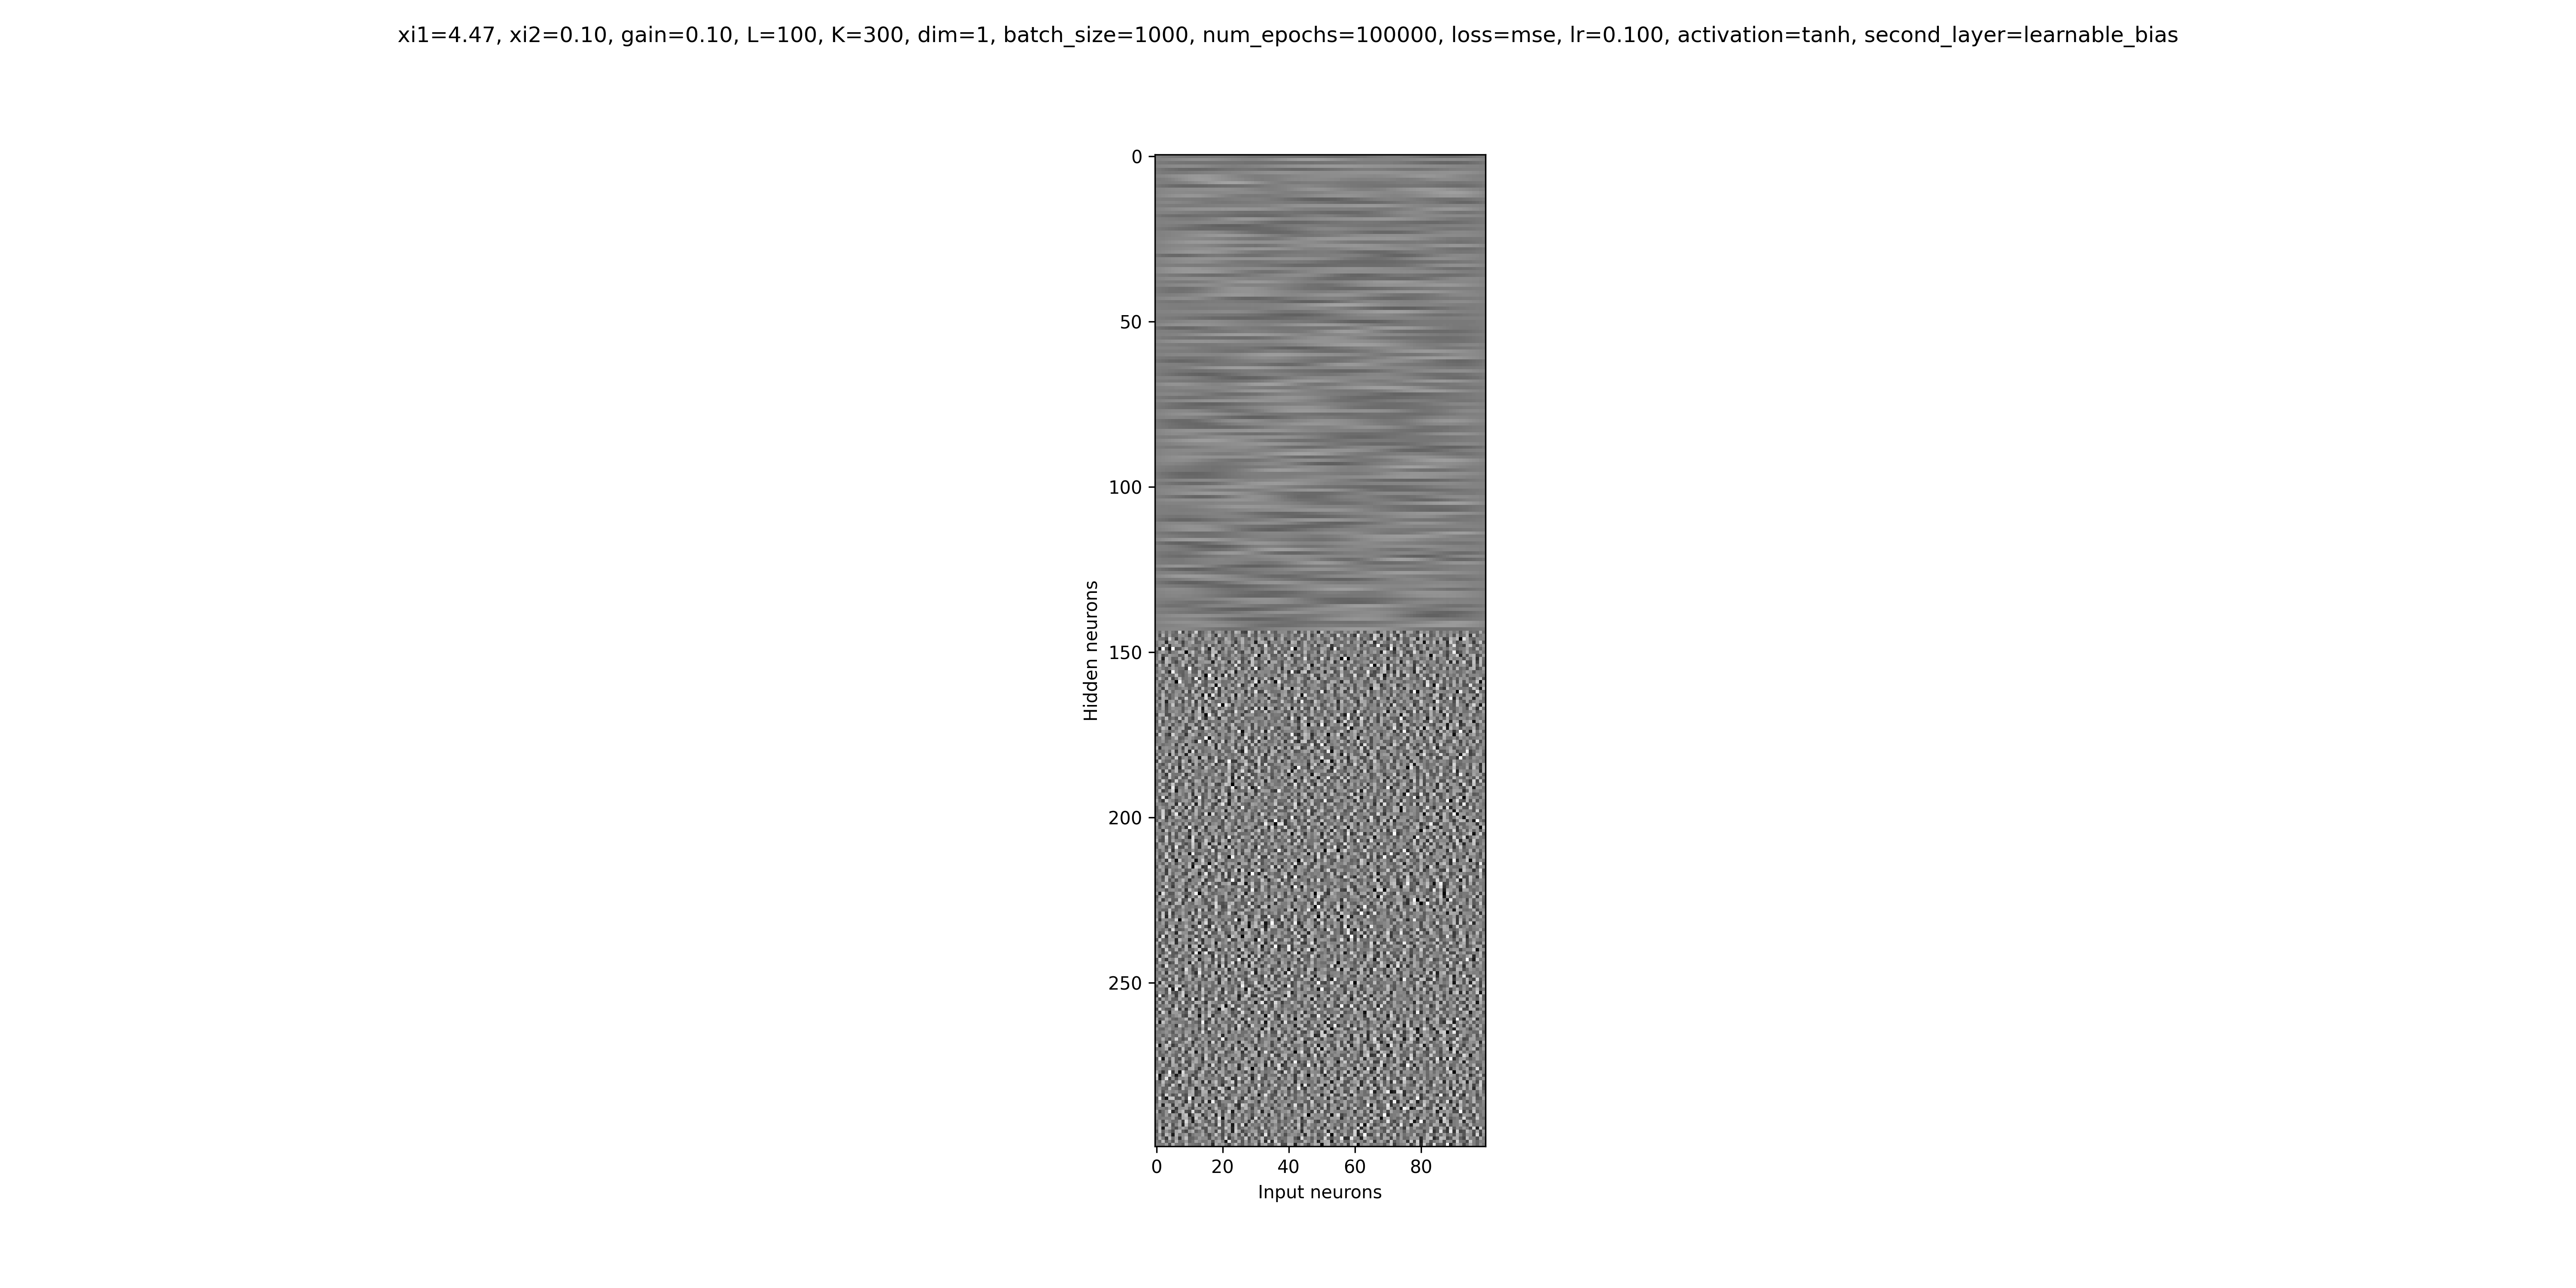 xi1=4.47, xi2=0.10, gain=0.10, L=100, K=300, dim=1, batch_size=1000, num_epochs=100000, loss=mse, lr=0.100, activation=tanh, second_layer=learnable_bias
0
50
100
150
200
250
Hidden neurons
0 20 40 60 80
Input neurons